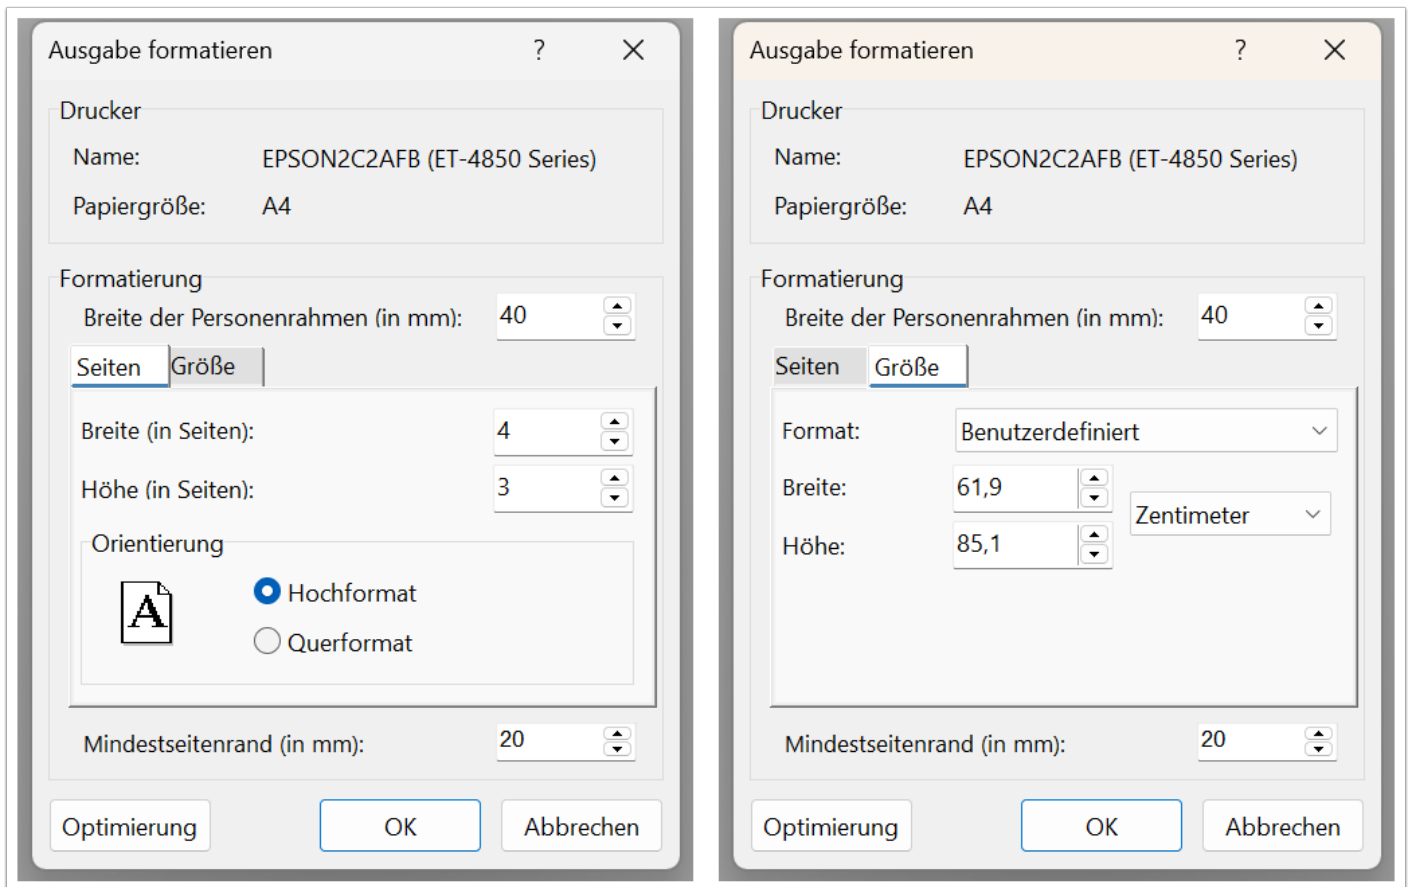 Ausgabe formatieren ?
Drucker
Name: EPSON2C2AFB (ET-4850 Series)
Papiergröße: A4
Formatierung
Breite der Personenrahmen (in mm): 40
Seiten Größe
Breite (in Seiten): 4
Höhe (in Seiten): 3
Orientierung
A
Hochformat
Querformat
Mindestseitenrand (in mm): 20
Optimierung OK Abbrechen
Ausgabe formatieren ?
Drucker
Name: EPSON2C2AFB (ET-4850 Series)
Papiergröße: A4
Formatierung
Breite der Personenrahmen (in mm): 40
Seiten Größe
Format: Benutzerdefiniert
Breite: 61,9
Zentimeter
Höhe: 85,1
Mindestseitenrand (in mm): 20
Optimierung OK Abbrechen